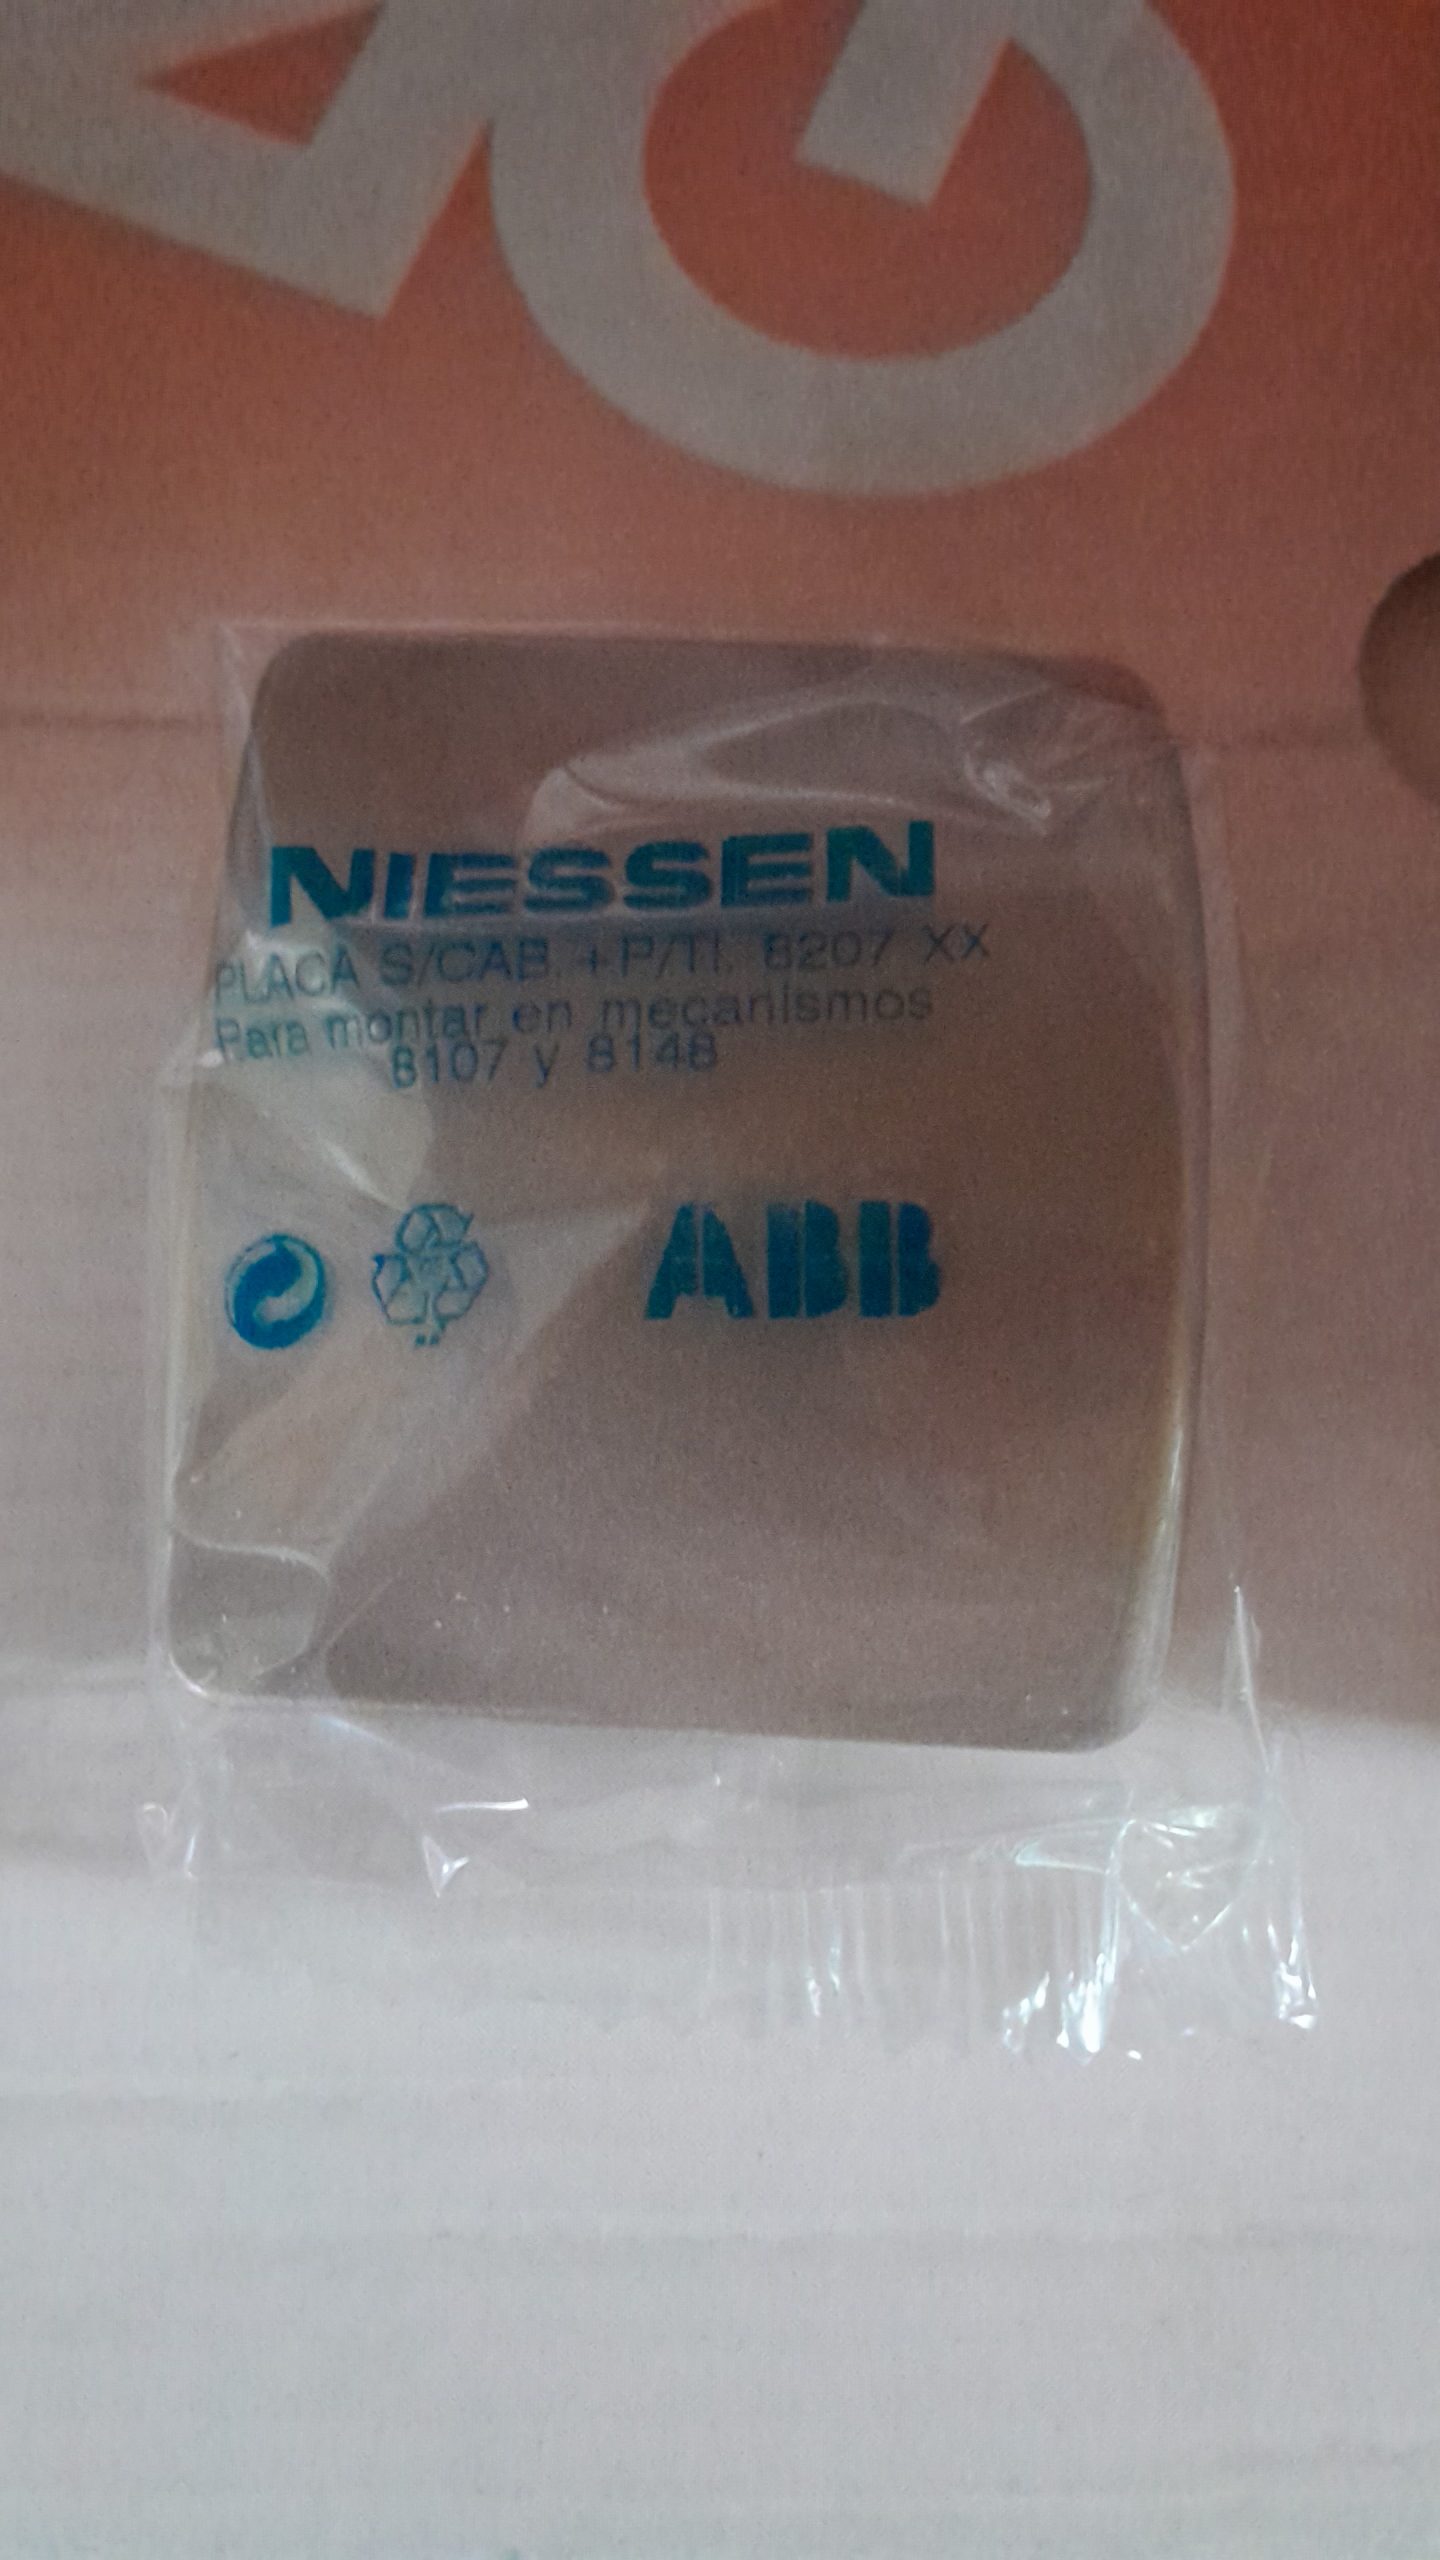 NIESSEN
PLACA S/CAB. + P/TI. 8207 XX
Para montar en mecanismos
8107 y 8148
ABB